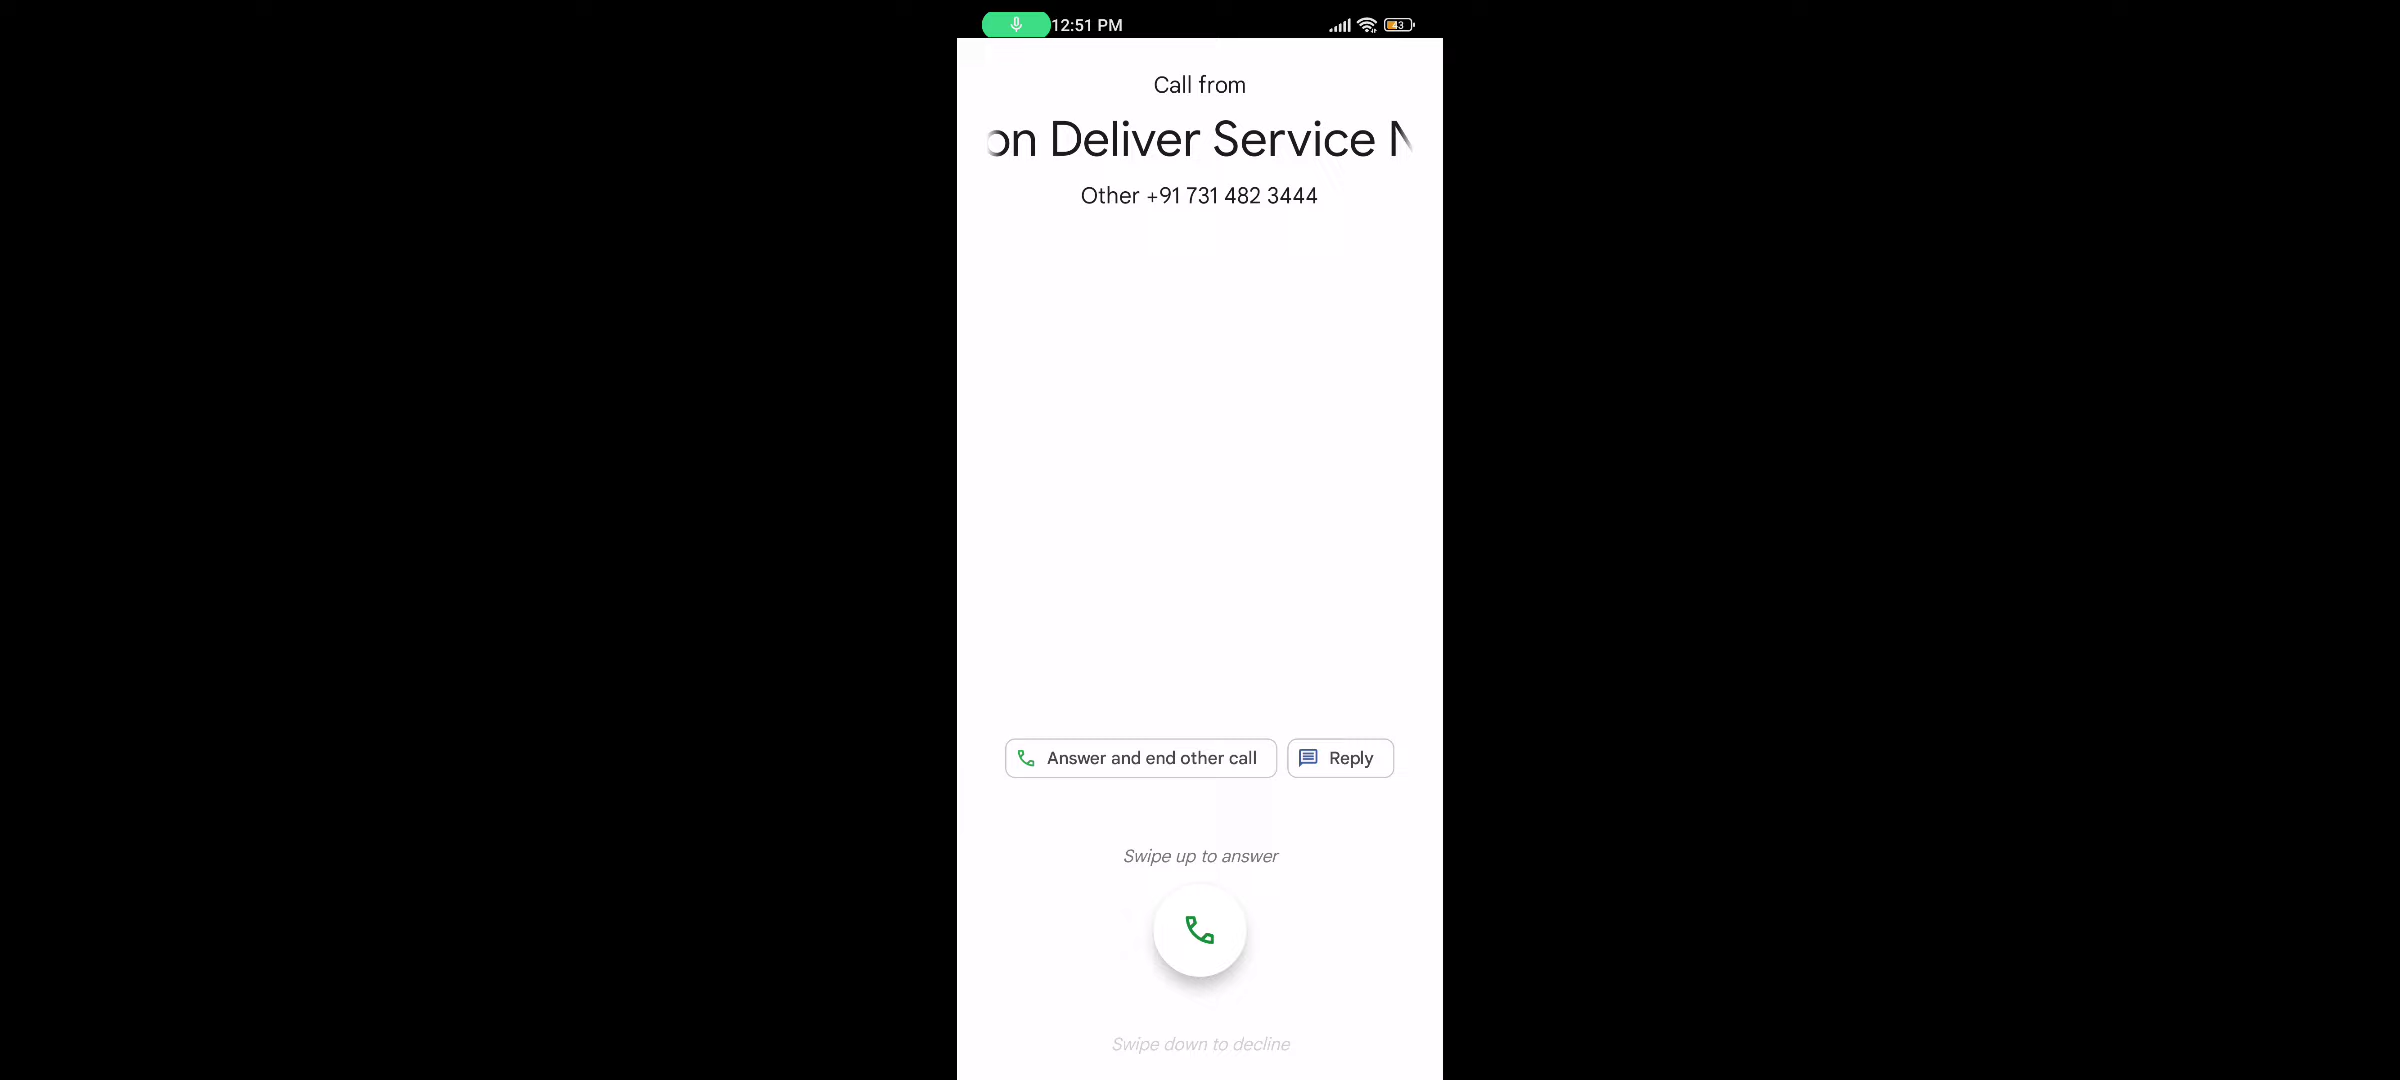 12:51 PM
43
Call from
on Deliver Service
Other +91 731 482 3444
Answer and end other call
Reply
Swipe up to answer
Swipe down to decline